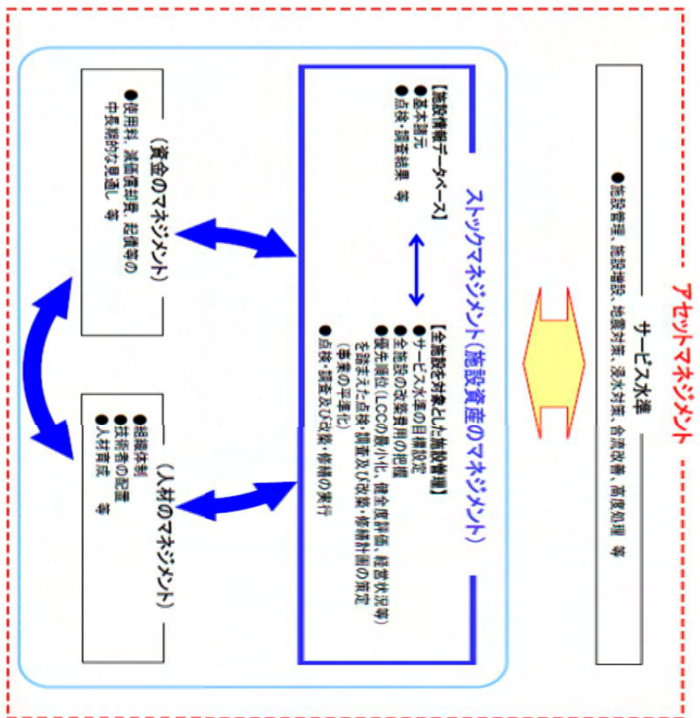 アセットマネジメント
サービス水準
●施設管理、施設増設、地震対策、浸水対策、合流改善、高度処理 等
ストックマネジメント(施設資産のマネジメント)
【施設情報データベース】
●基本諸元
●点検・調査結果 等
【全施設を対象とした施設管理】
●サービス水準の目標設定
●全施設の改築費用の把握
●優先順位(LCCの最小化、健全度評価、経営状況等)
を踏まえた点検・調査及び改築・修繕計画の策定
(事業の平準化)
●点検・調査及び改築・修繕の実行
(資金のマネジメント)
●使用料、減価償却費、起債等の
中長期的な見通し 等
(人材のマネジメント)
●組織体制
●技術者の配置
●人材育成 等